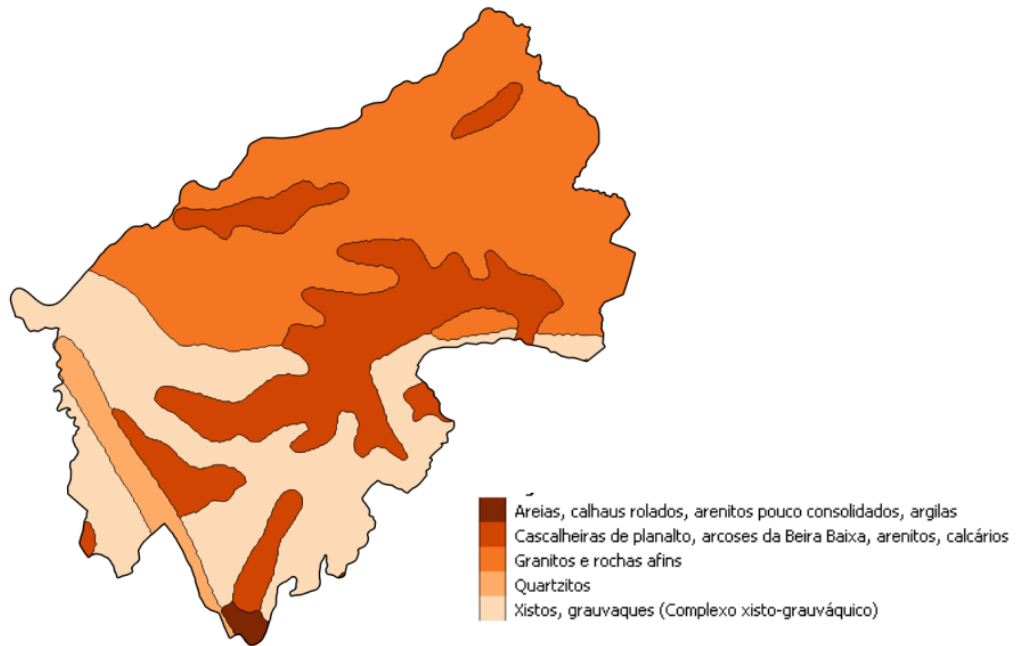 Areias, calhaus rolados, arenitos pouco consolidados, argilas
Cascalheiras de planalto, arcoses da Beira Baixa, arenitos, calcários
Granitos e rochas afins
Quartzitos
Xistos, grauvaques (Complexo xisto-grauváquico)